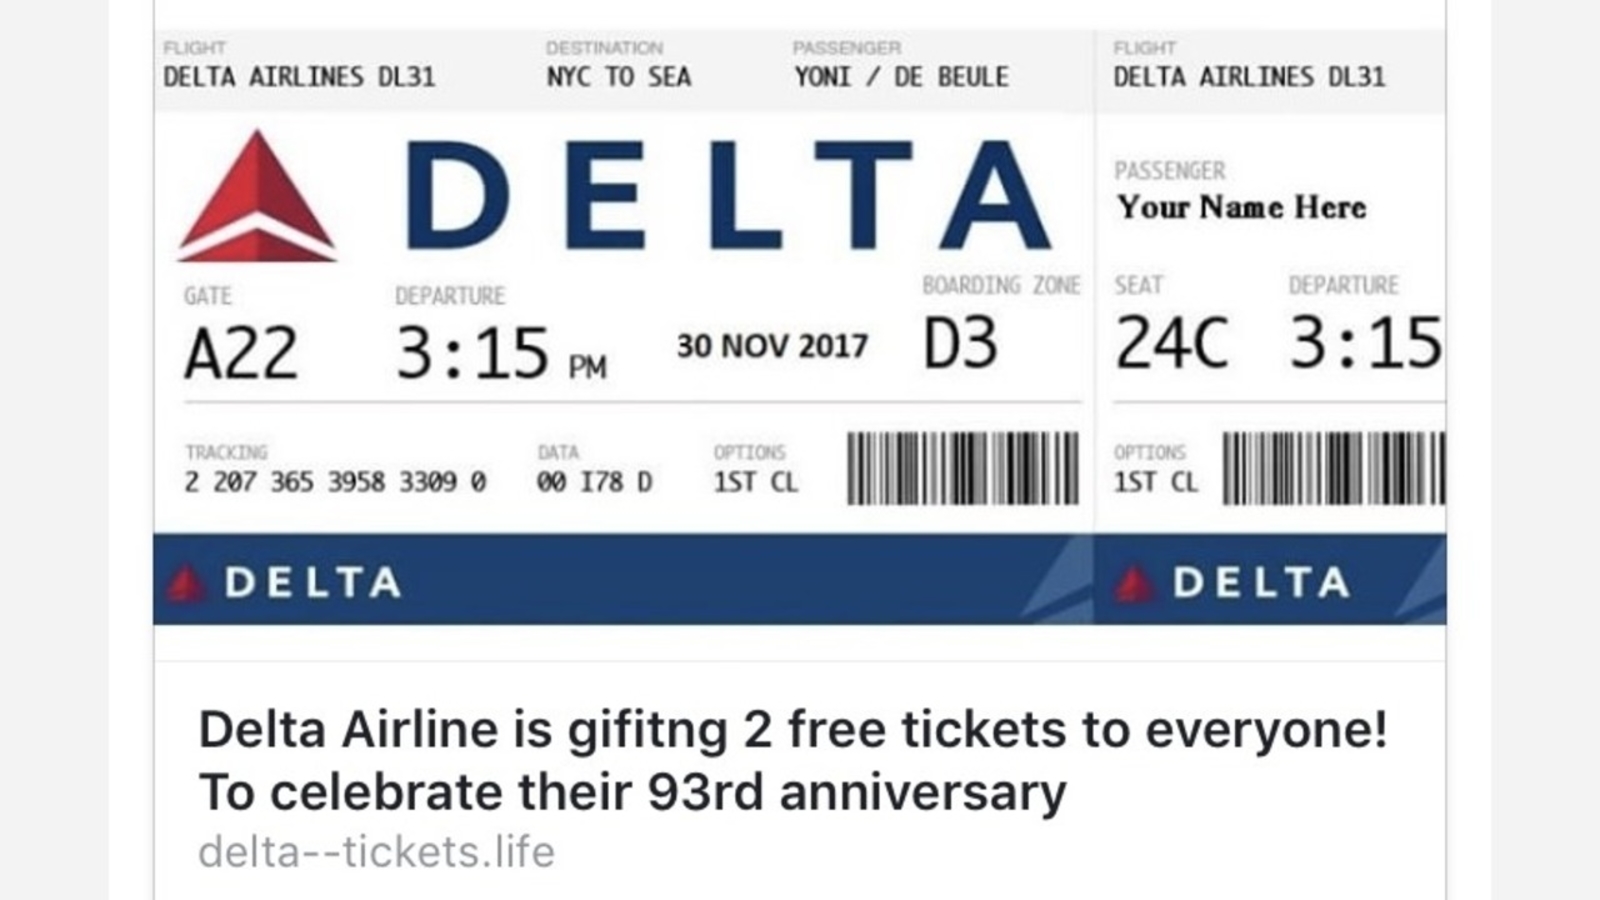 FLIGHT DESTINATION PASSENGER FLIGHT
DELTA AIRLINES DL31 NYC TO SEA YONI / DE BEULE DELTA AIRLINES DL31
DELTA
PASSENGER
Your Name Here
GATE DEPARTURE BOARDING ZONE SEAT DEPARTURE
A22 3:15 PM 30 NOV 2017 D3 24C 3:15
TRACKING DATA OPTIONS OPTIONS
2 207 365 3958 3309 0 00 I78 D 1ST CL 1ST CL
DELTA DELTA
Delta Airline is gifitng 2 free tickets to everyone!
To celebrate their 93rd anniversary
delta--tickets.life